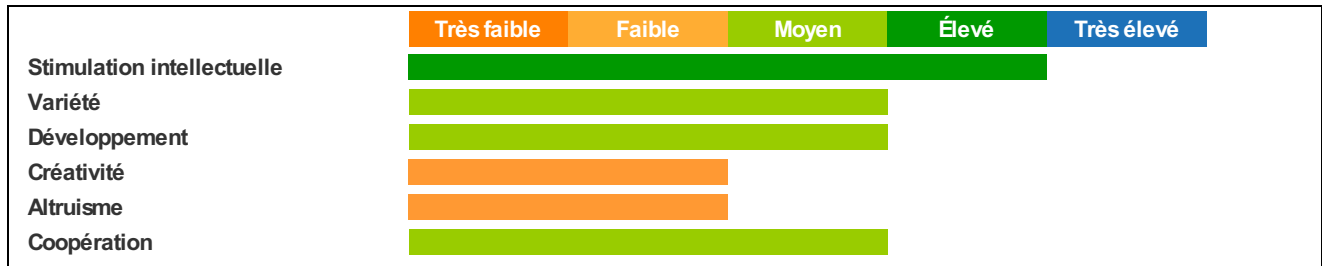 Très faible Faible Moyen Élevé Très élevé
Stimulation intellectuelle
Variété
Développement
Créativité
Altruisme
Coopération